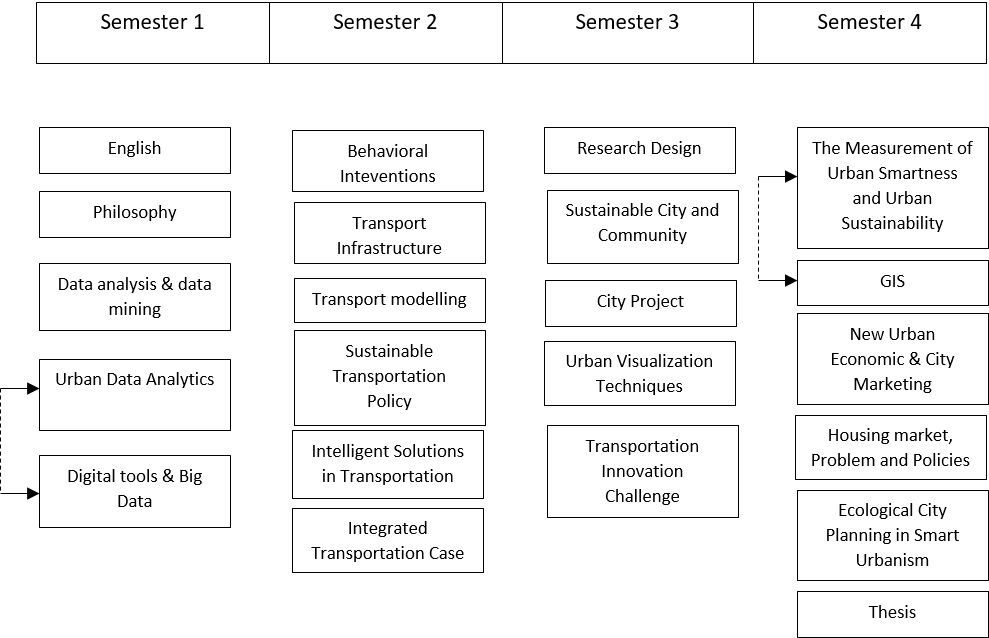 Semester 1
Semester 2
Semester 3
Semester 4
English
Philosophy
Data analysis & data
mining
Urban Data Analytics
Digital tools & Big
Data
Behavioral
Inteventions
Transport
Infrastructure
Transport modelling
Sustainable
Transportation
Policy
Intelligent Solutions
in Transportation
Integrated
Transportation Case
Research Design
Sustainable City and
Community
City Project
Urban Visualization
Techniques
Transportation
Innovation
Challenge
The Measurement of
Urban Smartness
and Urban
Sustainability
GIS
New Urban
Economic & City
Marketing
Housing market,
Problem and Policies
Ecological City
Planning in Smart
Urbanism
Thesis